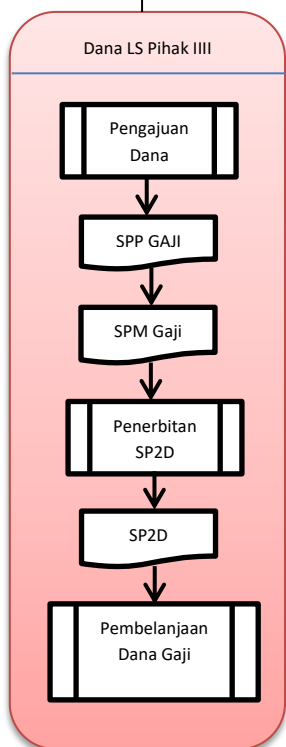 Dana LS Pihak IIII
Pengajuan
Dana
SPP GAJI
SPM Gaji
Penerbitan
SP2D
SP2D
Pembelanjaan
Dana Gaji